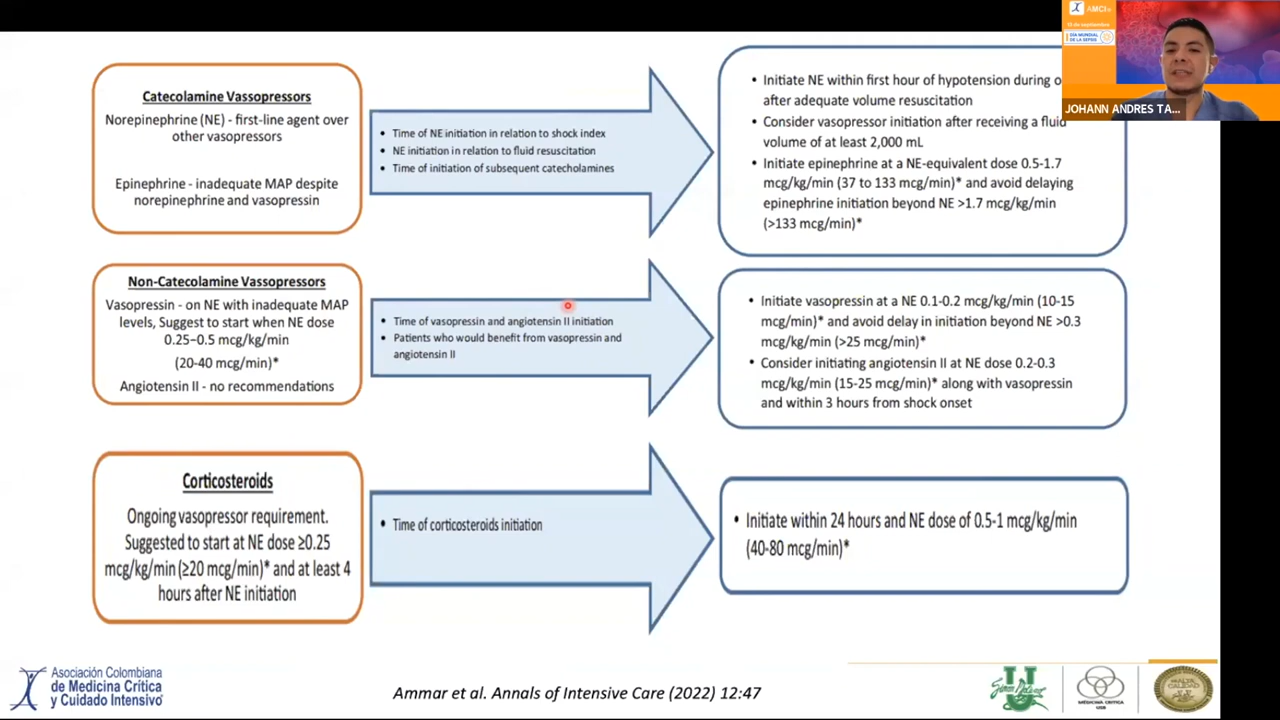 Catecolamine Vassopressors
Norepinephrine (NE) - first-line agent over
other vasopressors
Epinephrine - inadequate MAP despite
norepinephrine and vasopressin
• Time of NE initiation in relation to shock index
• NE initiation in relation to fluid resuscitation
• Time of initiation of subsequent catecholamines
• Initiate NE within first hour of hypotension during o
after adequate volume resuscitation
• Consider vasopressor initiation after receiving a fluid
volume of at least 2,000 mL
• Initiate epinephrine at a NE-equivalent dose 0.5-1.7
mcg/kg/min (37 to 133 mcg/min)* and avoid delaying
epinephrine initiation beyond NE >1.7 mcg/kg/min
(>133 mcg/min)*
AMCI
DÍA MUNDIAL
DE LA SEPSIS
JOHANN ANDRES TA...
Non-Catecolamine Vassopressors
Vasopressin - on NE with inadequate MAP
levels, Suggest to start when NE dose
0.25–0.5 mcg/kg/min
(20-40 mcg/min)*
Angiotensin II - no recommendations
• Time of vasopressin and angiotensin II initiation
• Patients who would benefit from vasopressin and
angiotensin II
• Initiate vasopressin at a NE 0.1-0.2 mcg/kg/min (10-15
mcg/min)* and avoid delay in initiation beyond NE >0.3
mcg/kg/min (>25 mcg/min)*
• Consider initiating angiotensin II at NE dose 0.2-0.3
mcg/kg/min (15-25 mcg/min)* along with vasopressin
and within 3 hours from shock onset
Corticosteroids
Ongoing vasopressor requirement.
Suggested to start at NE dose ≥0.25
mcg/kg/min (≥20 mcg/min)* and at least 4
hours after NE initiation
• Time of corticosteroids initiation
• Initiate within 24 hours and NE dose of 0.5-1 mcg/kg/min
(40-80 mcg/min)*
Asociación Colombiana
de Medicina Crítica
y Cuidado Intensivo
Ammar et al. Annals of Intensive Care (2022) 12:47
MEDICINA CRITICA
USB